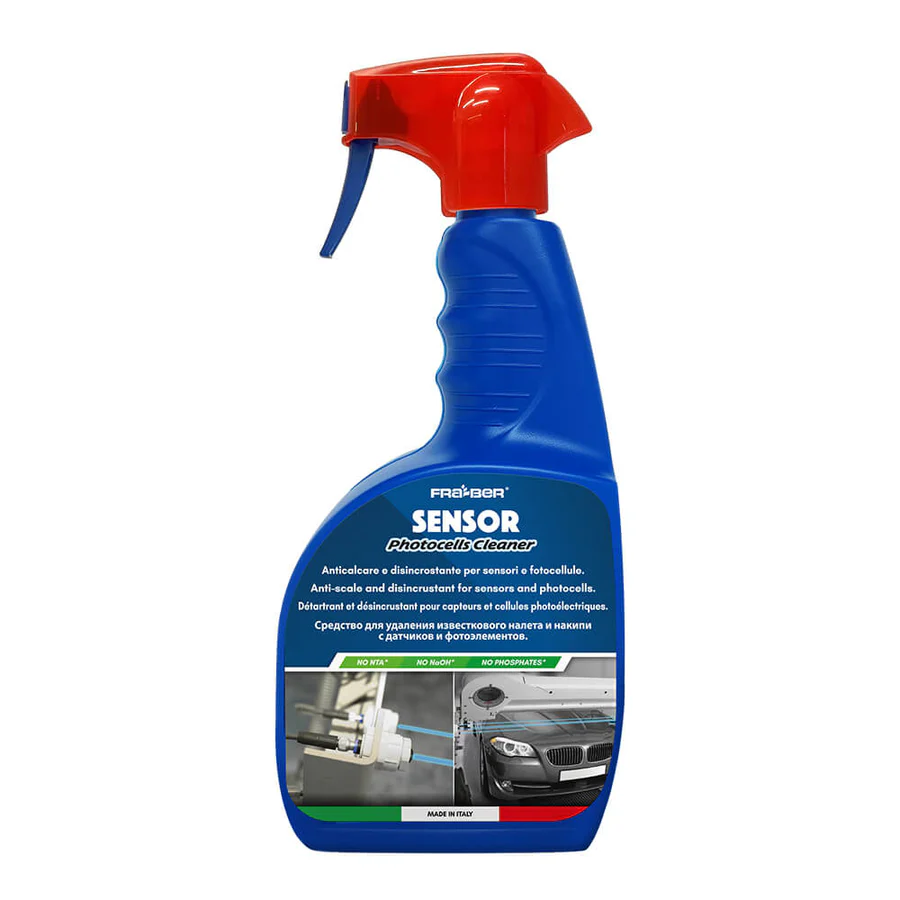 FRA-BER®
SENSOR
Photocells Cleaner
Anticalcare e disincrostante per sensori e fotocellule.
Anti-scale and disincrustant for sensors and photocells.
Détartrant et désincrustant pour capteurs et cellules photoélectriques.
Средство для удаления известкового налета и накипи
с датчиков и фотоэлементов.
NO NTA* NO NaOH* NO PHOSPHATES*
MADE IN ITALY